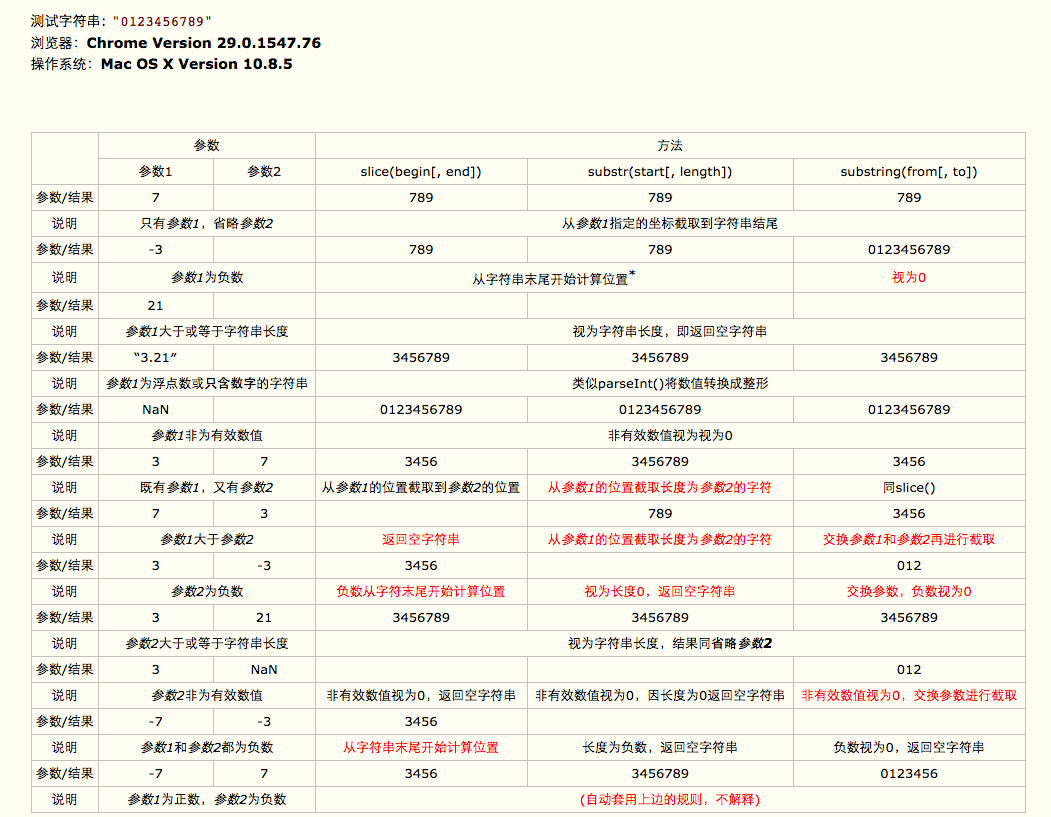 测试字符串："0123456789"
浏览器：Chrome Version 29.0.1547.76
操作系统：Mac OS X Version 10.8.5
参数 方法
参数1 参数2 slice(begin[, end]) substr(start[, length]) substring(from[, to])
参数/结果 7 789 789 789
说明 只有参数1，省略参数2 从参数1指定的坐标截取到字符串结尾
参数/结果 -3 789 789 0123456789
说明 参数1为负数 从字符串末尾开始计算位置* 视为0
参数/结果 21
说明 参数1大于或等于字符串长度 视为字符串长度，即返回空字符串
参数/结果 “3.21” 3456789 3456789 3456789
说明 参数1为浮点数或只含数字的字符串 类似parseInt()将数值转换成整形
参数/结果 NaN 0123456789 0123456789 0123456789
说明 参数1非为有效数值 非有效数值视为视为0
参数/结果 3 7 3456 3456789 3456
说明 既有参数1，又有参数2 从参数1的位置截取到参数2的位置 从参数1的位置截取长度为参数2的字符 同slice()
参数/结果 7 3 789 3456
说明 参数1大于参数2 返回空字符串 从参数1的位置截取长度为参数2的字符 交换参数1和参数2再进行截取
参数/结果 3 -3 3456 012
说明 参数2为负数 负数从字符末尾开始计算位置 视为长度0，返回空字符串 交换参数，负数视为0
参数/结果 3 21 3456789 3456789 3456789
说明 参数2大于或等于字符串长度 视为字符串长度，结果同省略参数2
参数/结果 3 NaN 012
说明 参数2非为有效数值 非有效数值视为0，返回空字符串 非有效数值视为0，因长度为0返回空字符串 非有效数值视为0，交换参数进行截取
参数/结果 -7 -3 3456
说明 参数1和参数2都为负数 从字符串末尾开始计算位置 长度为负数，返回空字符串 负数视为0，返回空字符串
参数/结果 -7 7 3456 3456789 0123456
说明 参数1为正数，参数2为负数 (自动套用上边的规则，不解释)